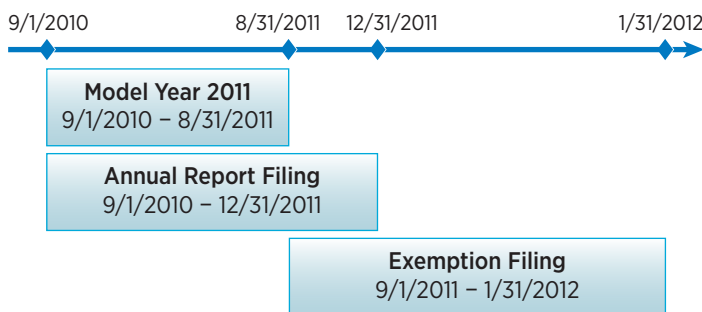 9/1/2010 8/31/2011 12/31/2011 1/31/2012
Model Year 2011
9/1/2010 – 8/31/2011
Annual Report Filing
9/1/2010 – 12/31/2011
Exemption Filing
9/1/2011 – 1/31/2012